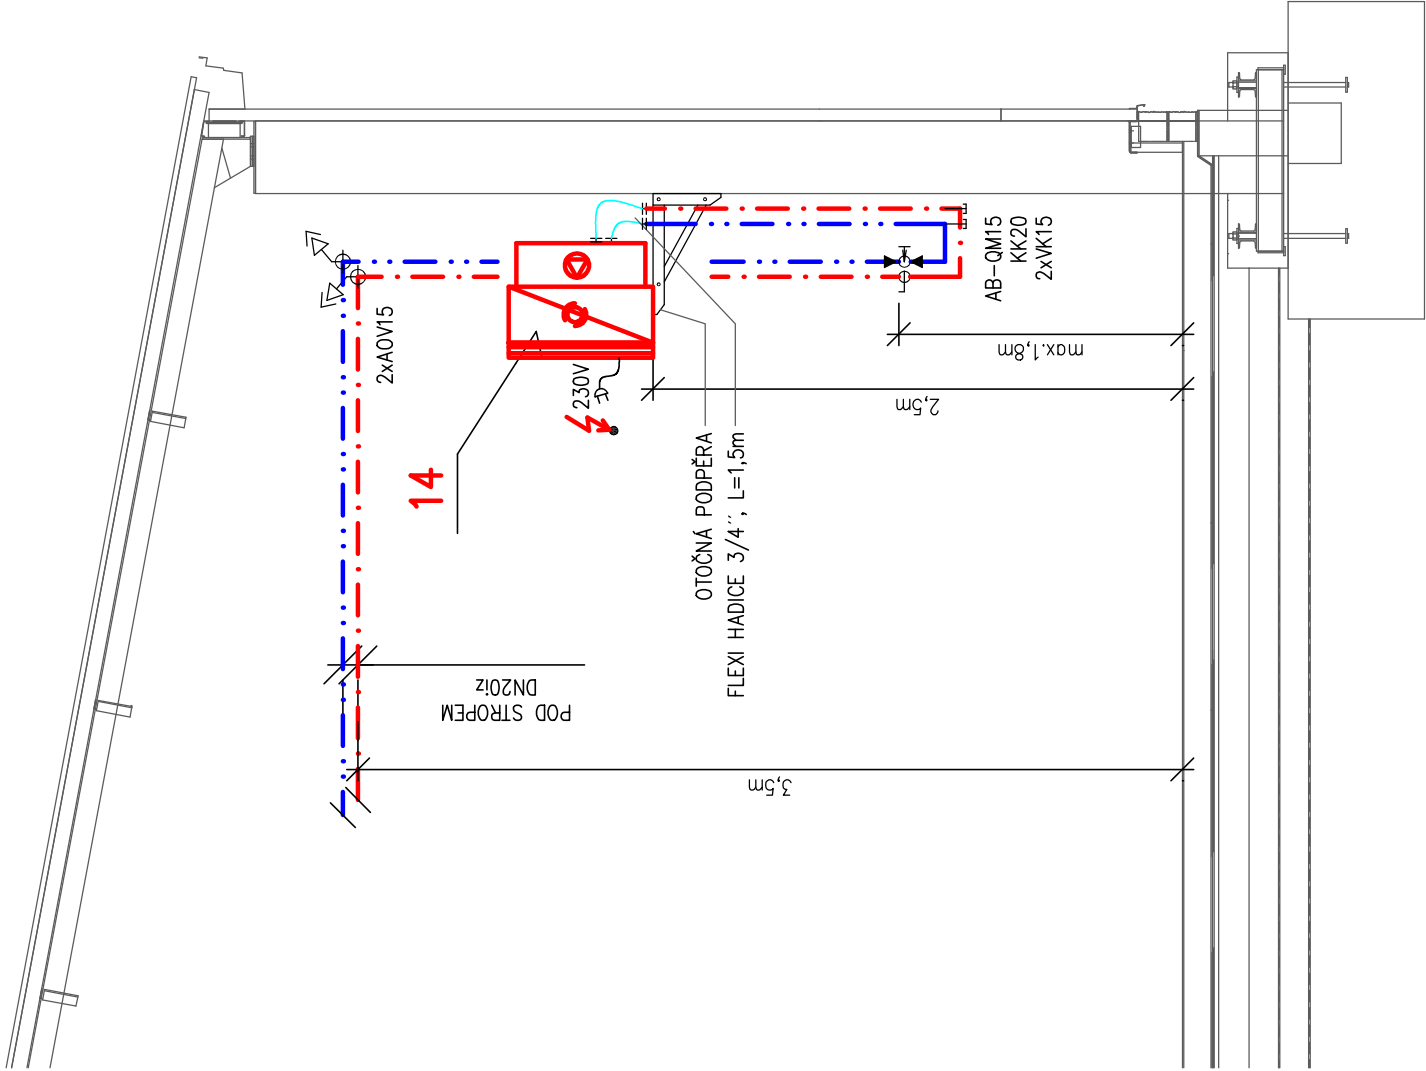 2xAOV15
14
230V
OTOČNÁ PODPĚRA
FLEXI HADICE 3/4´´, L=1,5m
AB-QM15
KK20
2xVK15
max.1,8m
2,5m
POD STROPEM
DN20iz
3,5m